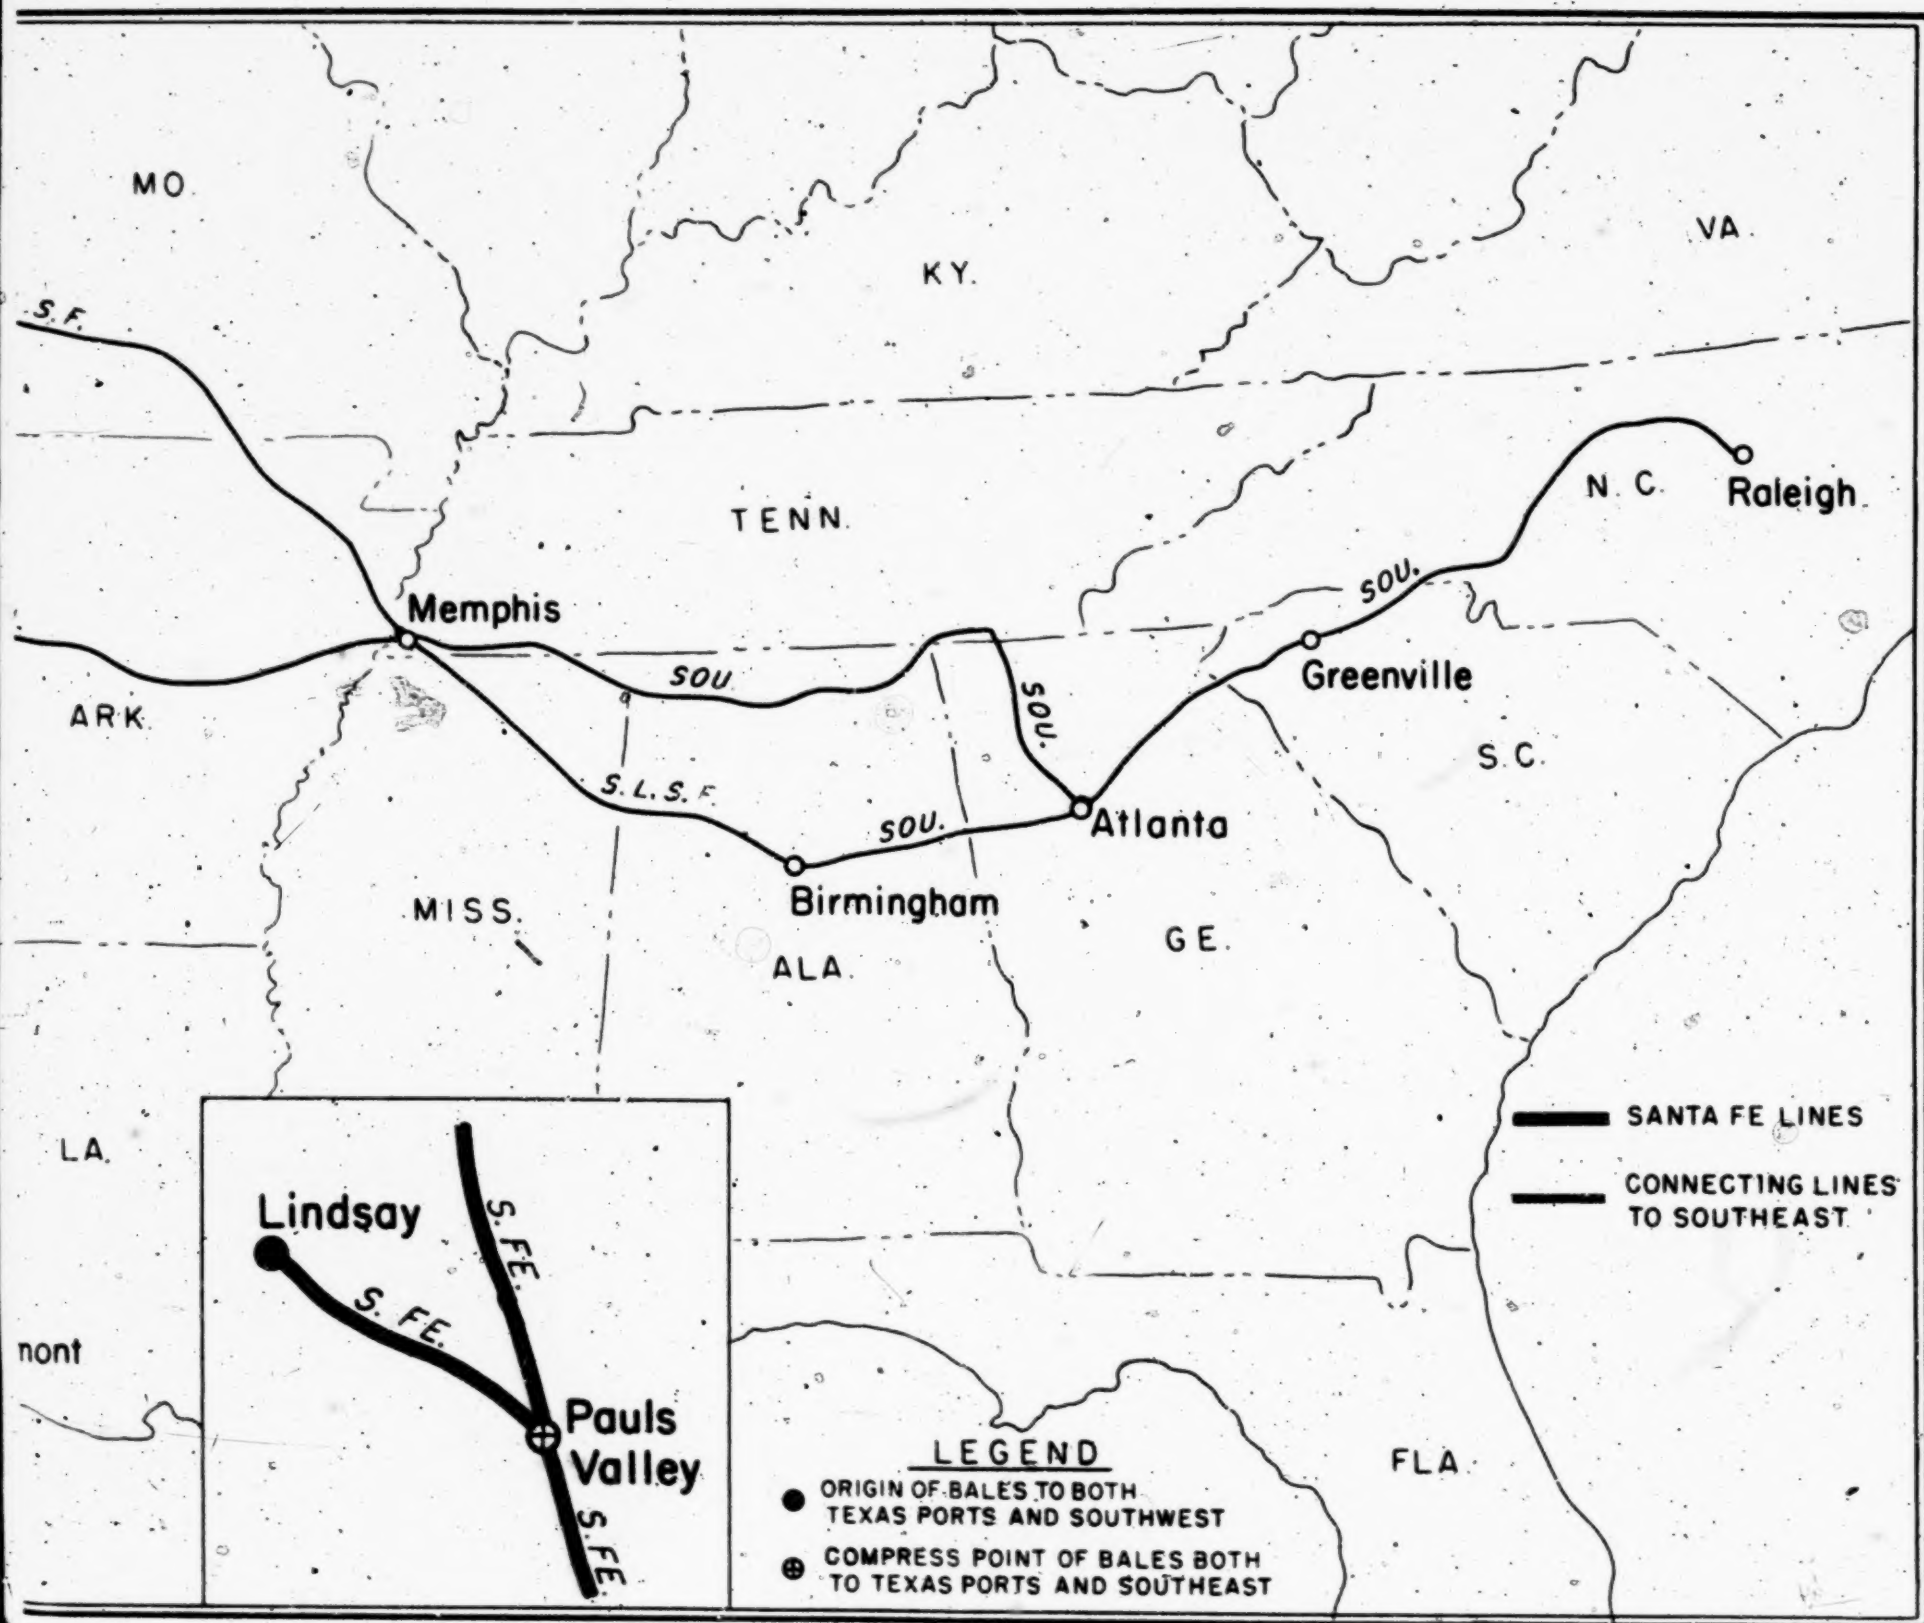 MO.
VA.
KY.
S.F.
N. C.
Raleigh.
TENN.
SOU.
Memphis
Greenville
SOU
SOU.
ARK.
S. C.
S. L. S. F.
SOU.
Atlanta
Birmingham
MISS.
GE.
ALA.
LA.
SANTA FE LINES
CONNECTING LINES
TO SOUTHEAST
Lindsay
S. FE.
S. FE.
nont
Pauls
Valley
S. FE.
FLA.
LEGEND
ORIGIN OF BALES TO BOTH
TEXAS PORTS AND SOUTHWEST
COMPRESS POINT OF BALES BOTH
TO TEXAS PORTS AND SOUTHEAST